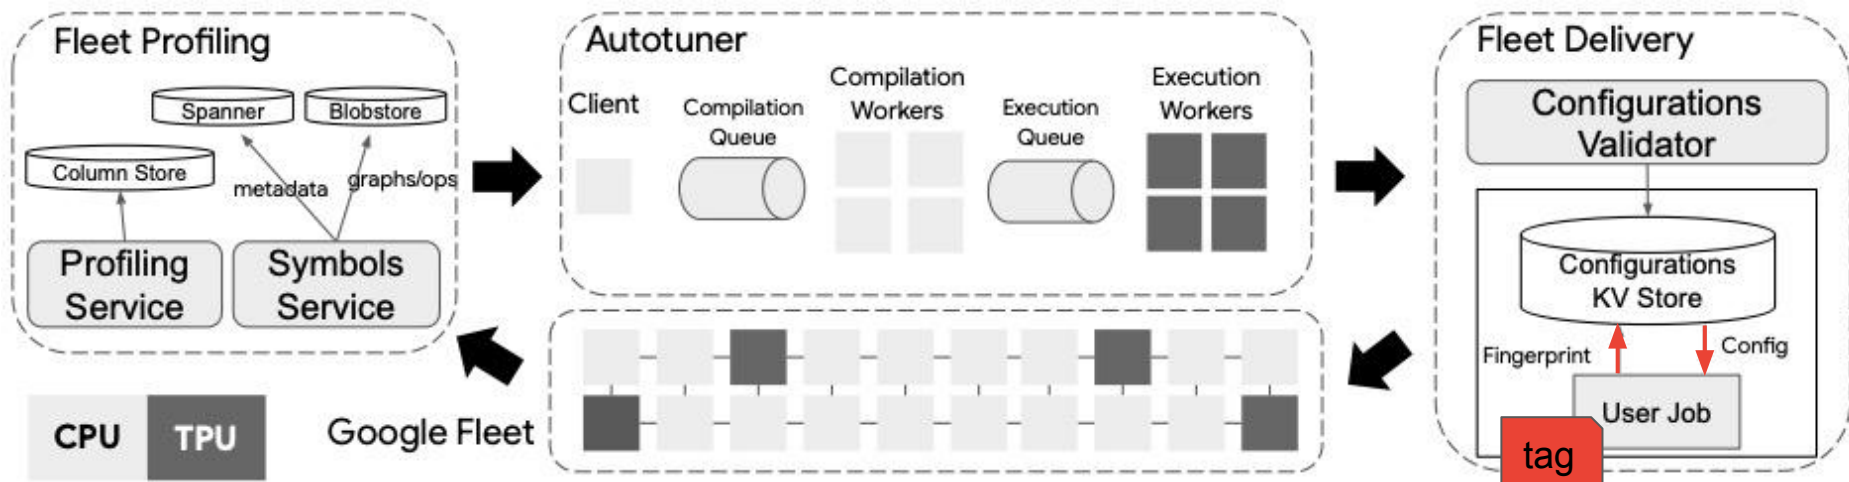 Fleet Profiling
Spanner
Blobstore
Column Store
metadata
graphs/ops
Profiling
Service
Symbols
Service
Autotuner
Client
Compilation
Queue
Compilation
Workers
Execution
Queue
Execution
Workers
Fleet Delivery
Configurations
Validator
Configurations
KV Store
Fingerprint
Config
User Job
tag
CPU
TPU
Google Fleet